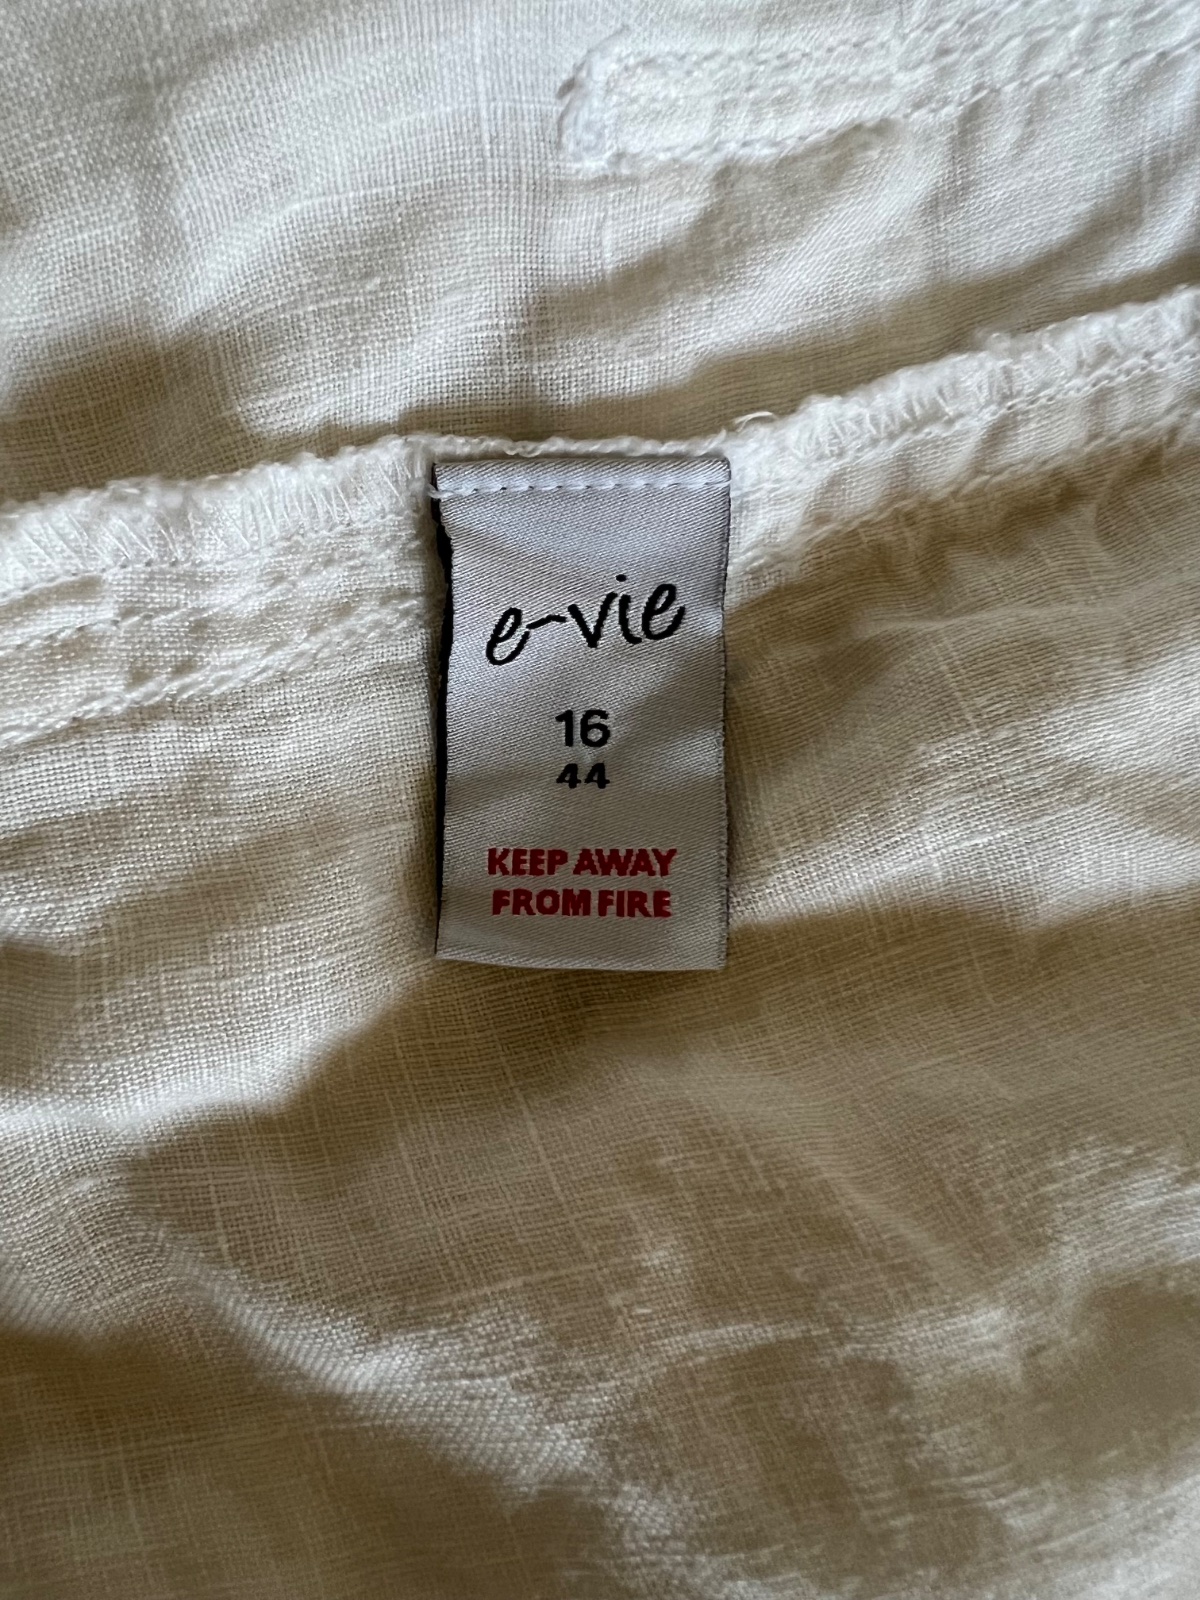 e-vie
16
44
KEEP AWAY
FROM FIRE